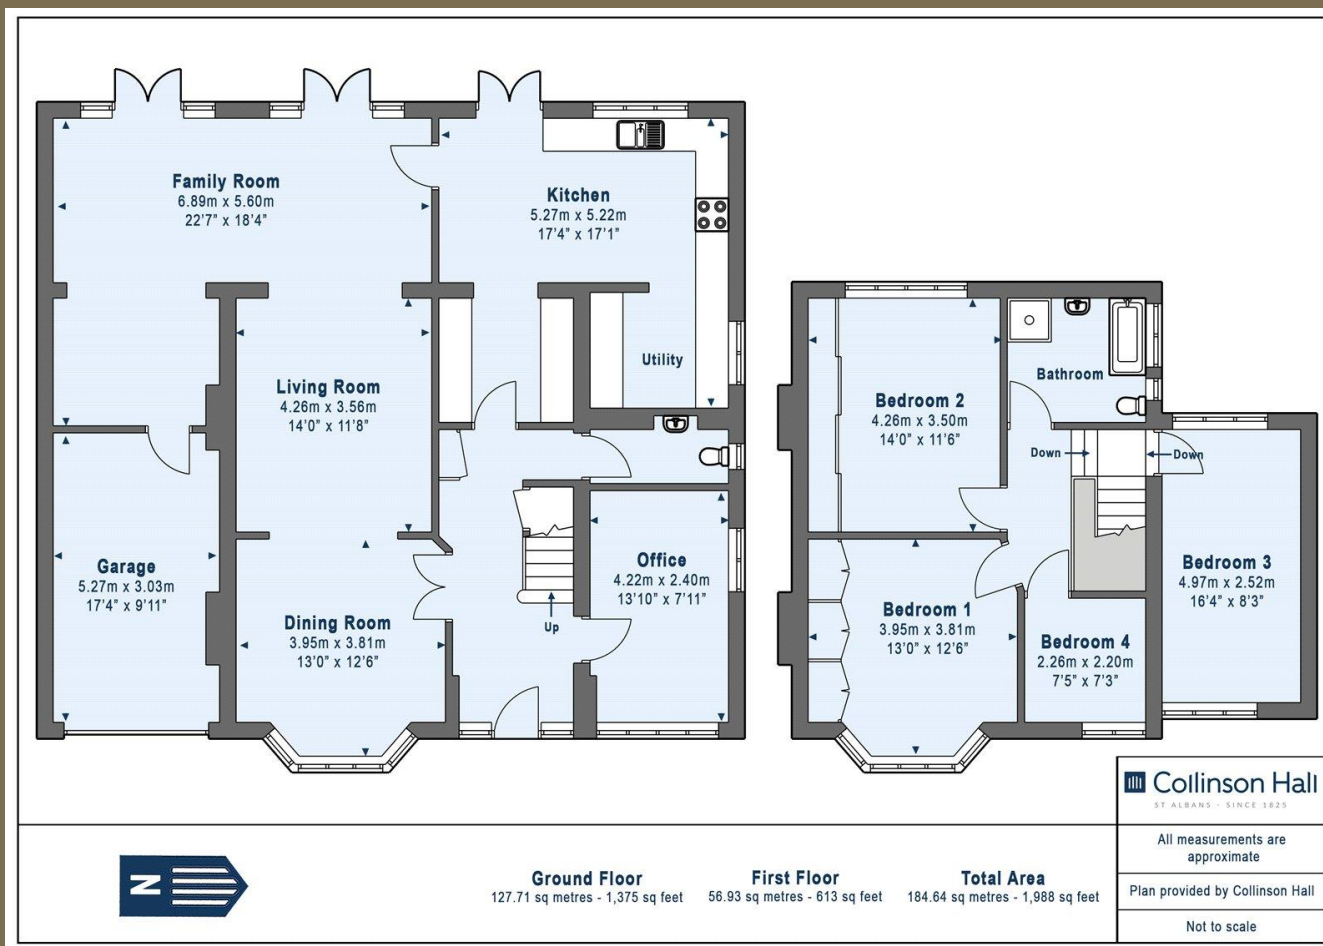 Family Room
6.89m x 5.60m
22'7" x 18'4"
Kitchen
5.27m x 5.22m
17'4" x 17'1"
Utility
Living Room
4.26m x 3.56m
14'0" x 11'8"
Garage
5.27m x 3.03m
17'4" x 9'11"
Dining Room
3.95m x 3.81m
13'0" x 12'6"
Up
Office
4.22m x 2.40m
13'10" x 7'11"
Bathroom
Bedroom 2
4.26m x 3.50m
14'0" x 11'6"
Down
Down
Bedroom 3
4.97m x 2.52m
16'4" x 8'3"
Bedroom 1
3.95m x 3.81m
13'0" x 12'6"
Bedroom 4
2.26m x 2.20m
7'5" x 7'3"
N
Ground Floor
127.71 sq metres - 1,375 sq feet
First Floor
56.93 sq metres - 613 sq feet
Total Area
184.64 sq metres - 1,988 sq feet
Collinson Hall
ST ALBANS - SINCE 1825
All measurements are
approximate
Plan provided by Collinson Hall
Not to scale